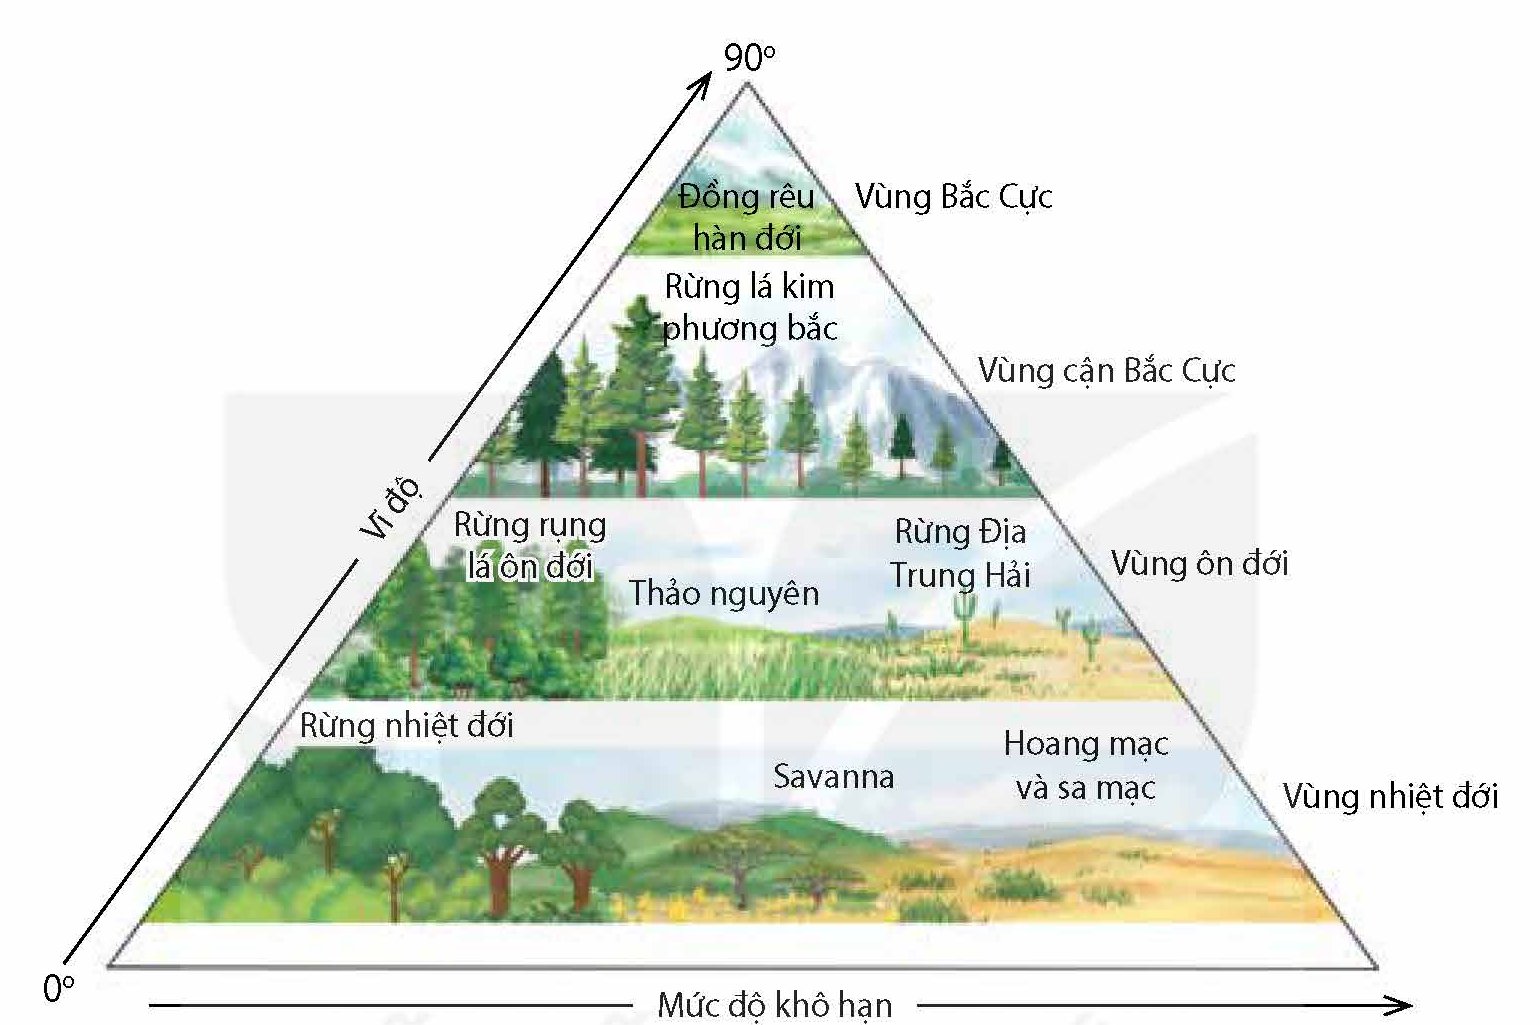 90º
Đồng rêu
hàn đới
Vùng Bắc Cực
Rừng lá kim
phương bắc
Vùng cận Bắc Cực
Vĩ độ
Rừng rụng
lá ôn đới
Thảo nguyên
Rừng Địa
Trung Hải
Vùng ôn đới
Rừng nhiệt đới
Savanna
Hoang mạc
và sa mạc
Vùng nhiệt đới
0º
Mức độ khô hạn